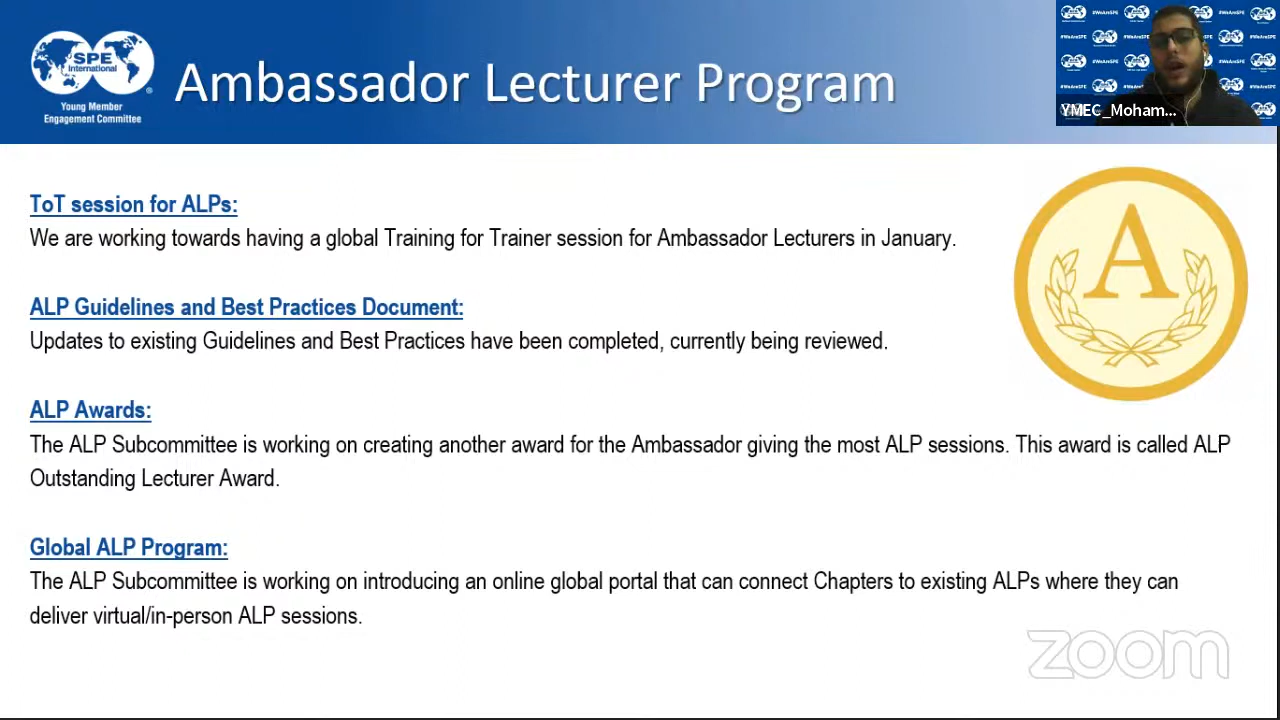 SPE
International
Young Member
Engagement Committee
Ambassador Lecturer Program
#WeAreSPE
#WeAreSPE
#WeAreSPE
#WeAreSPE
#WeAreSPE
YMEC_Moham...
ToT session for ALPs:
We are working towards having a global Training for Trainer session for Ambassador Lecturers in January.
A
ALP Guidelines and Best Practices Document:
Updates to existing Guidelines and Best Practices have been completed, currently being reviewed.
ALP Awards:
The ALP Subcommittee is working on creating another award for the Ambassador giving the most ALP sessions. This award is called ALP
Outstanding Lecturer Award.
Global ALP Program:
The ALP Subcommittee is working on introducing an online global portal that can connect Chapters to existing ALPs where they can
deliver virtual/in-person ALP sessions.
zoom